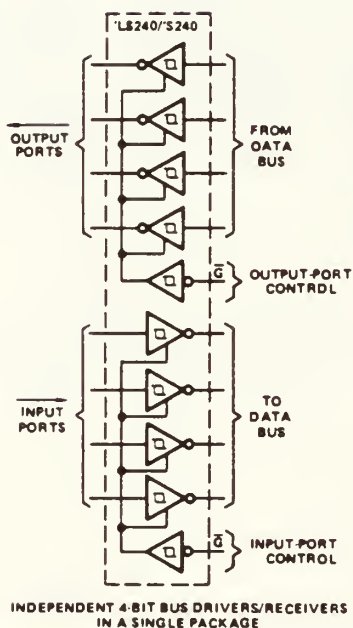 'LS240/'S240
OUTPUT
PORTS
FROM
DATA
BUS
G̅
OUTPUT-PORT
CONTROL
INPUT
PORTS
TO
DATA
BUS
G̅
INPUT-PORT
CONTROL
INDEPENDENT 4-BIT BUS DRIVERS/RECEIVERS
IN A SINGLE PACKAGE